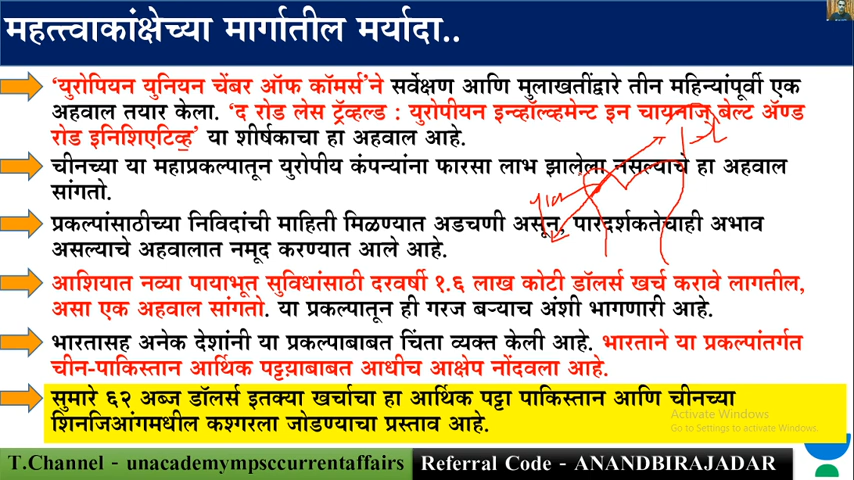 महत्त्वाकांक्षेच्या मार्गातील मर्यादा..
'युरोपियन युनियन चेंबर ऑफ कॉमर्स'ने सर्वेक्षण आणि मुलाखतींद्वारे तीन महिन्यांपूर्वी एक
अहवाल तयार केला. 'द रोड लेस ट्रॅव्हल्ड : युरोपीयन इन्व्हॉल्व्हमेन्ट इन चायनाज् बेल्ट ॲण्ड
रोड इनिशिएटिव्ह' या शीर्षकाचा हा अहवाल आहे.
चीनच्या या महाप्रकल्पातून युरोपीय कंपन्यांना फारसा लाभ झालेला नसल्याचे हा अहवाल
सांगतो.
प्रकल्पांसाठीच्या निविदांची माहिती मिळण्यात अडचणी असून, पारदर्शकतेचाही अभाव
असल्याचे अहवालात नमूद करण्यात आले आहे.
आशियात नव्या पायाभूत सुविधांसाठी दरवर्षी १.६ लाख कोटी डॉलर्स खर्च करावे लागतील,
असा एक अहवाल सांगतो. या प्रकल्पातून ही गरज बऱ्याच अंशी भागणारी आहे.
भारतासह अनेक देशांनी या प्रकल्पाबाबत चिंता व्यक्त केली आहे. भारताने या प्रकल्पांतर्गत
चीन-पाकिस्तान आर्थिक पट्ट्याबाबत आधीच आक्षेप नोंदवला आहे.
सुमारे ६२ अब्ज डॉलर्स इतक्या खर्चाचा हा आर्थिक पट्टा पाकिस्तान आणि चीनच्या
शिनजिआंगमधील कश्गरला जोडण्याचा प्रस्ताव आहे.
Activate Windows
Go to Settings to activate Windows.
T.Channel - unacademympsccurrentaffairs
Referral Code - ANANDBIRAJADAR